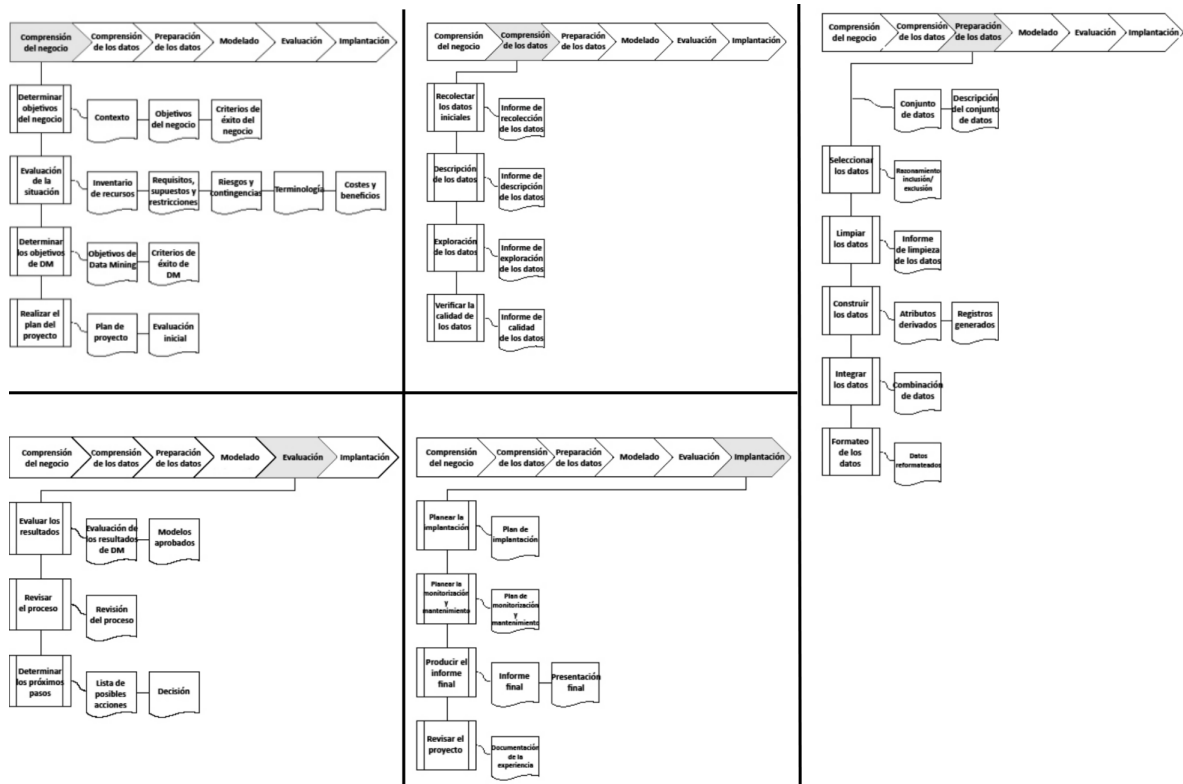 Comprensión
del negocio
Comprensión
de los datos
Preparación
de los datos
Modelado
Evaluación
Implantación
Determinar
objetivos
del negocio
Contexto
Objetivos
del negocio
Criterios de
éxito del
negocio
Evaluación
de la
situación
Inventario
de recursos
Requisitos,
supuestos y
restricciones
Riesgos y
contingencias
Terminología
Costes y
beneficios
Determinar
los objetivos
de DM
Objetivos de
Data Mining
Criterios de
éxito de
DM
Realizar el
plan del
proyecto
Plan de
proyecto
Evaluación
inicial
Comprensión
del negocio
Comprensión
de los datos
Preparación
de los datos
Modelado
Evaluación
Implantación
Recolectar
los datos
iniciales
Informe de
recolección
de los datos
Descripción
de los datos
Informe de
descripción
de los datos
Exploración
de los datos
Informe de
exploración
de los datos
Verificar la
calidad de
los datos
Informe de
calidad
de los datos
Comprensión
del negocio
Comprensión
de los datos
Preparación
de los datos
Modelado
Evaluación
Implantación
Conjunto
de datos
Descripción
del conjunto
de datos
Seleccionar
los datos
Razonamiento
inclusión/
exclusión
Limpiar
los datos
Informe
de limpieza
de los datos
Construir
los datos
Atributos
derivados
Registros
generados
Integrar
los datos
Combinación
de datos
Formateo
de los
datos
Datos
reformateados
Comprensión
del negocio
Comprensión
de los datos
Preparación
de los datos
Modelado
Evaluación
Implantación
Evaluar los
resultados
Evaluación de
los resultados
de DM
Modelos
aprobados
Revisar
el proceso
Revisión
del proceso
Determinar
los próximos
pasos
Lista de
posibles
acciones
Decisión
Comprensión
del negocio
Comprensión
de los datos
Preparación
de los datos
Modelado
Evaluación
Implantación
Planear la
implantación
Plan de
implantación
Planear la
monitorización
y
mantenimiento
Plan de
monitorización
y
mantenimiento
Producir el
informe
final
Informe
final
Presentación
final
Revisar el
proyecto
Documentación
de la
experiencia